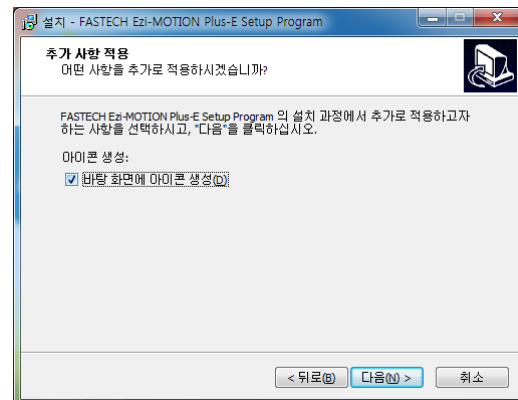 설치 - FASTECH Ezi-MOTION Plus-E Setup Program
추가 사항 적용
어떤 사항을 추가로 적용하시겠습니까?
FASTECH Ezi-MOTION Plus-E Setup Program 의 설치 과정에서 추가로 적용하고자
하는 사항을 선택하시고, "다음"을 클릭하십시오.
아이콘 생성:
바탕 화면에 아이콘 생성(D)
< 뒤로(B) 다음(N) > 취소